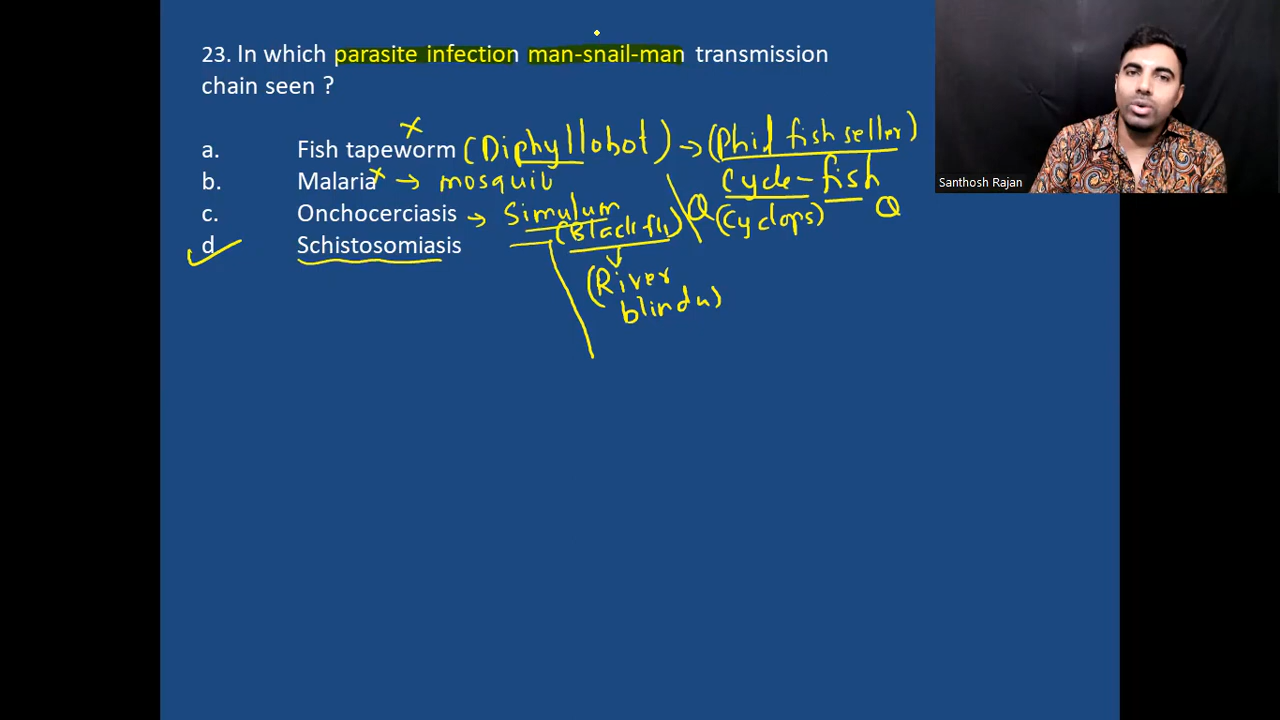 23. In which parasite infection man-snail-man transmission
chain seen ?
a. Fish tapeworm (Diphyllobot) → (Phil fish seller)
Cycle - fish
b. Malaria → mosquito
(Cyclops)
c. Onchocerciasis → Simulum
(Black fly)
d Schistosomiasis
(River
blindn)
Santhosh Rajan